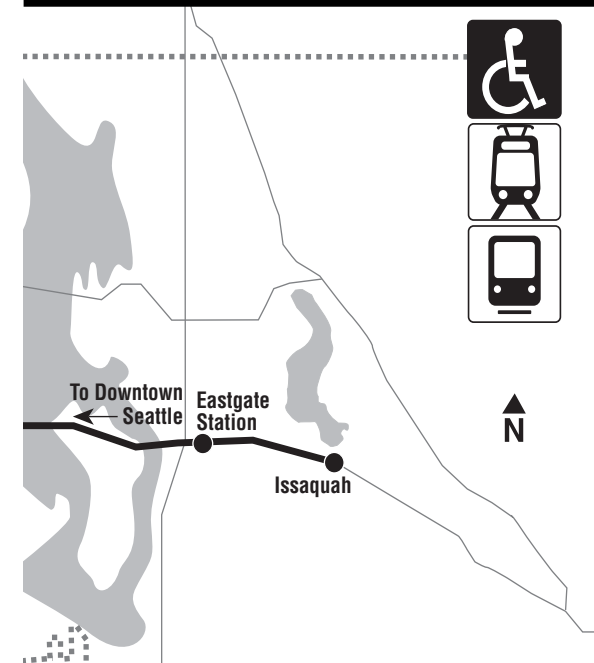 To Downtown
Seattle
Eastgate
Station
Issaquah
N